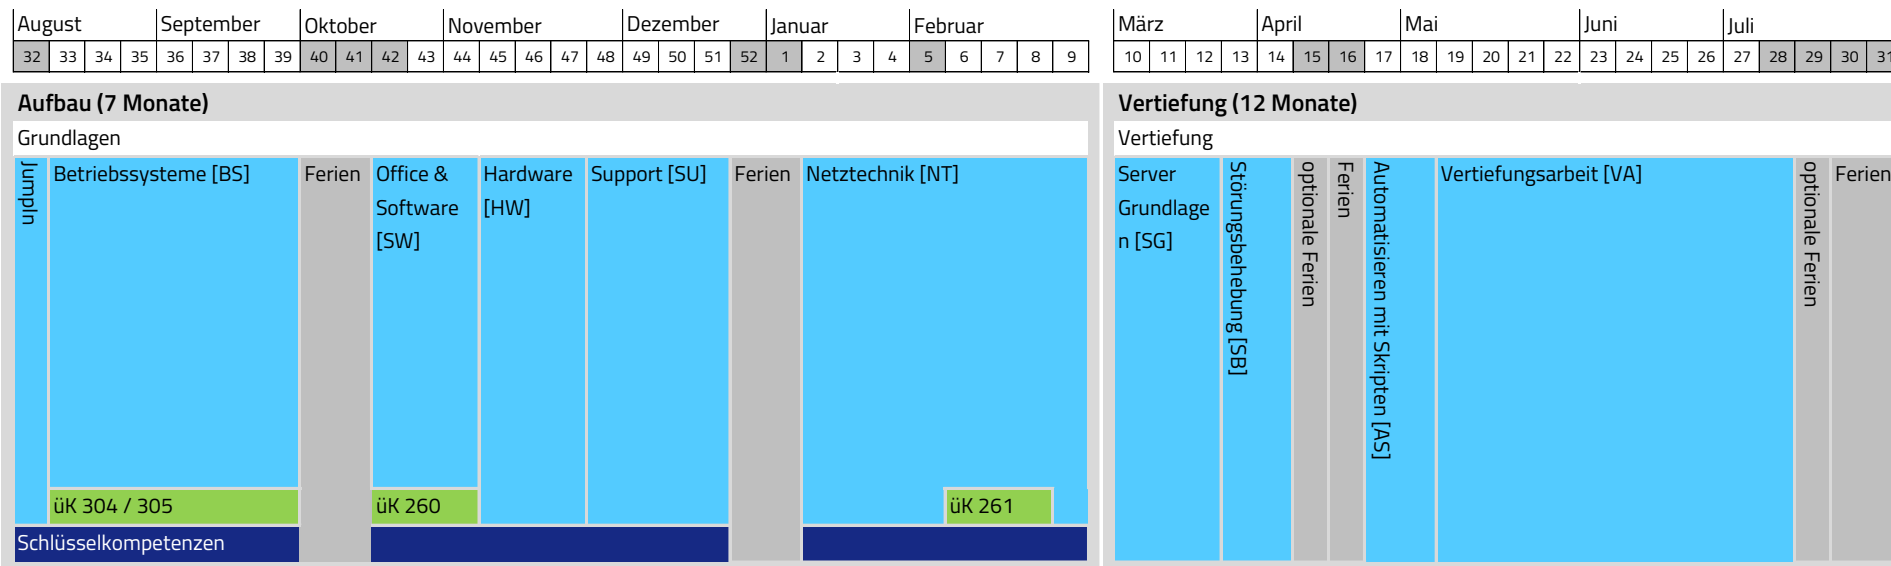 August September Oktober November Dezember Januar Februar März April Mai Juni Juli
32 33 34 35 36 37 38 39 40 41 42 43 44 45 46 47 48 49 50 51 52 1 2 3 4 5 6 7 8 9 10 11 12 13 14 15 16 17 18 19 20 21 22 23 24 25 26 27 28 29 30 31
Aufbau (7 Monate)
Grundlagen
JumpIn
Betriebssysteme [BS]
Ferien
Office &
Software
[SW]
Hardware
[HW]
Support [SU]
Ferien
Netztechnik [NT]
üK 304 / 305
üK 260
üK 261
Schlüsselkompetenzen
Vertiefung (12 Monate)
Vertiefung
Server
Grundlage
n [SG]
Störungsbehebung [SB]
optionale Ferien
Ferien
Automatisieren mit Skripten [AS]
Vertiefungsarbeit [VA]
optionale Ferien
Ferien